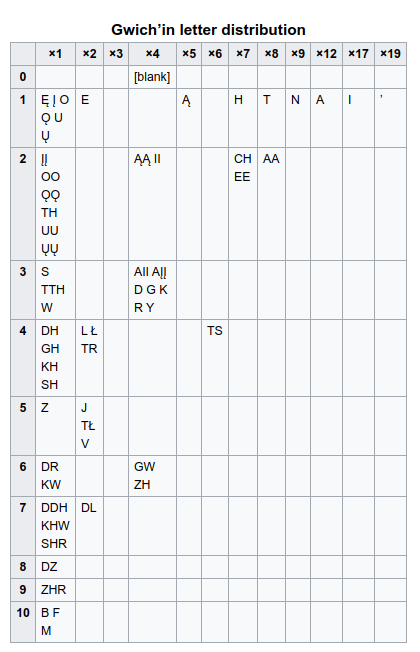 Gwich’in letter distribution
×1 ×2 ×3 ×4 ×5 ×6 ×7 ×8 ×9 ×12 ×17 ×19
0 [blank]
1 Ę Į O E Ą H T N A I ’
Ǫ U
Ų
2 ĮĮ ĄĄ II CH AA
OO EE
ǪǪ
TH
UU
ŲŲ
3 S AII AĮĮ
TTH D G K
W R Y
4 DH L Ł TS
GH TR
KH
SH
5 Z J
TŁ
V
6 DR GW
KW ZH
7 DDH DL
KHW
SHR
8 DZ
9 ZHR
10 B F
M